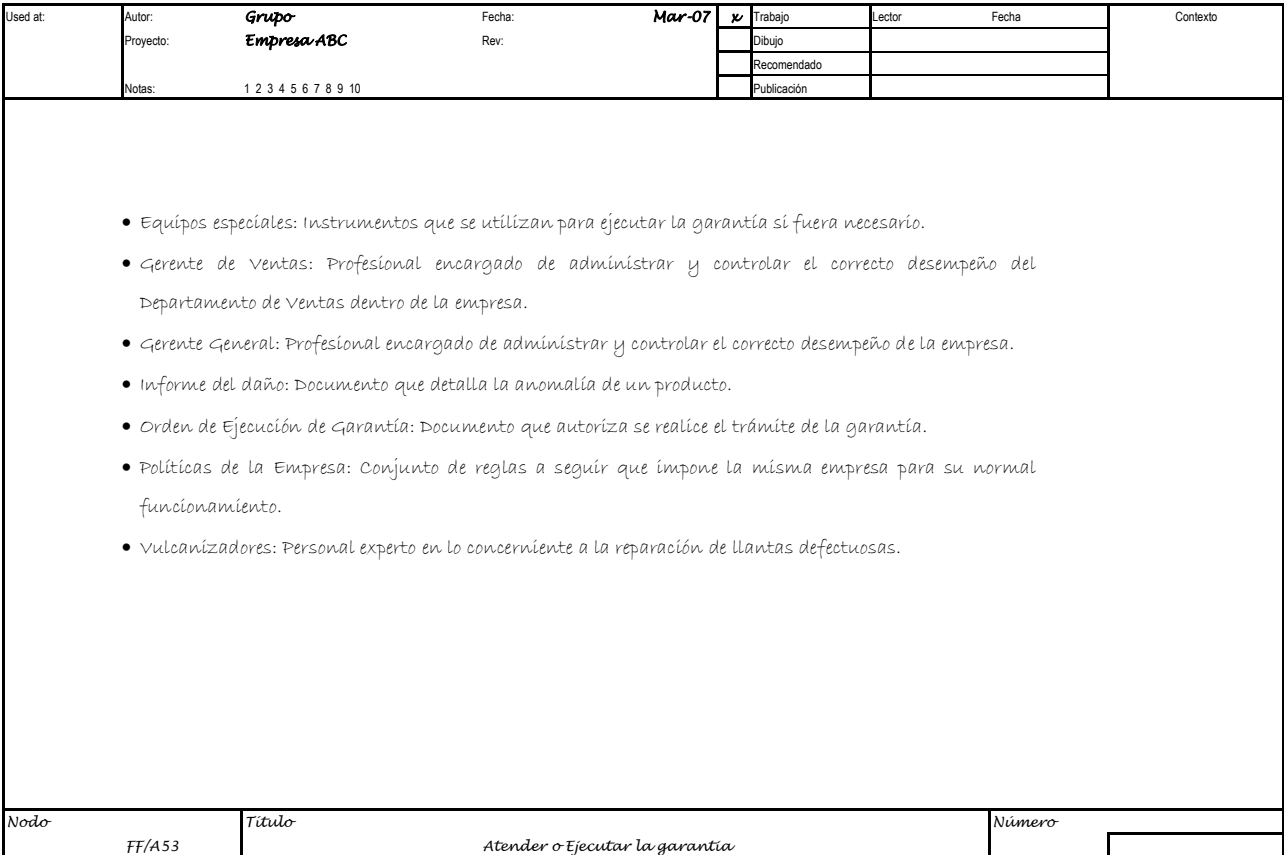 Used at: Autor: Grupo Fecha: Mar-07 x Trabajo Lector Fecha Contexto
Proyecto: Empresa ABC Rev: Dibujo
Recomendado
Notas: 1 2 3 4 5 6 7 8 9 10 Publicación
• Equipos especiales: Instrumentos que se utilizan para ejecutar la garantía si fuera necesario.
• Gerente de Ventas: Profesional encargado de administrar y controlar el correcto desempeño del
Departamento de Ventas dentro de la empresa.
• Gerente General: Profesional encargado de administrar y controlar el correcto desempeño de la empresa.
• Informe del daño: Documento que detalla la anomalía de un producto.
• Orden de Ejecución de Garantía: Documento que autoriza se realice el trámite de la garantía.
• Políticas de la Empresa: Conjunto de reglas a seguir que impone la misma empresa para su normal
funcionamiento.
• Vulcanizadores: Personal experto en lo concerniente a la reparación de llantas defectuosas.
Nodo Título Número
FF/A53 Atender o Ejecutar la garantía